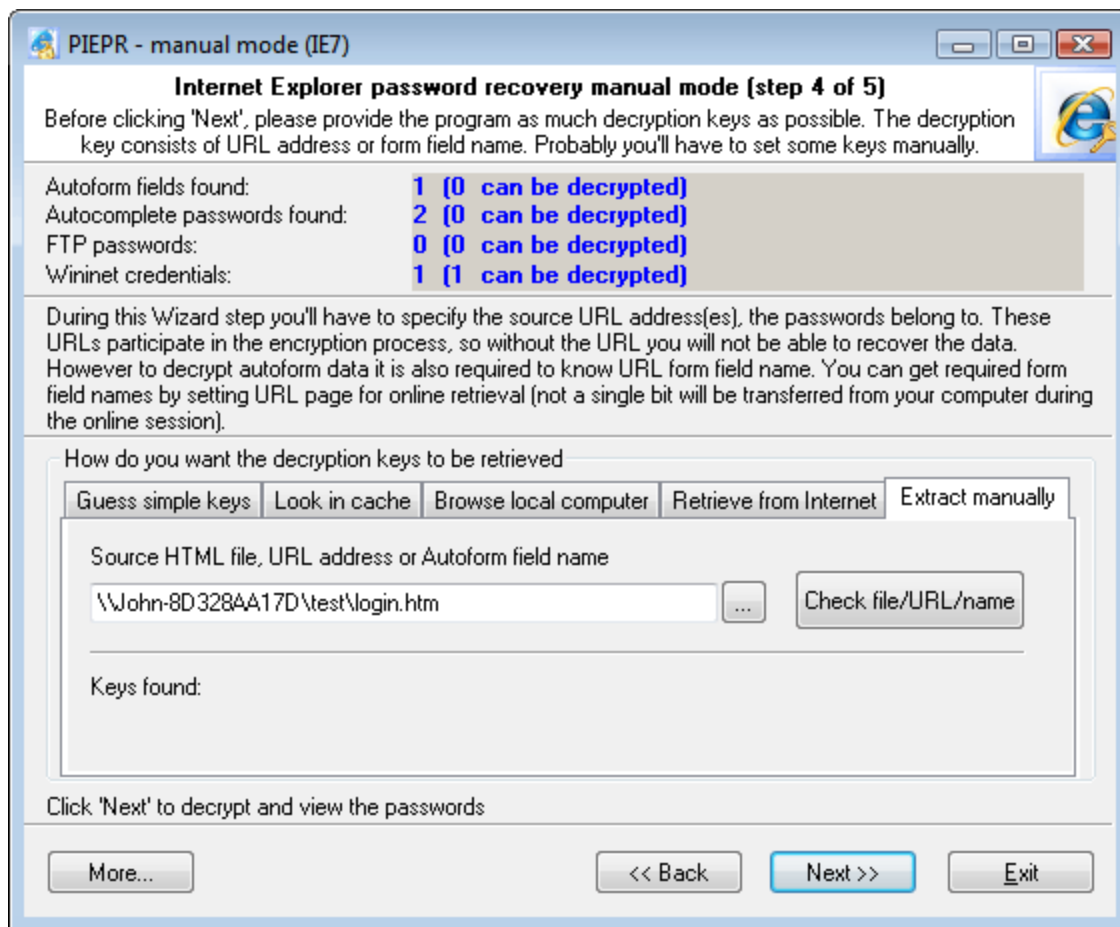 PIEPR - manual mode (IE7)
Internet Explorer password recovery manual mode (step 4 of 5)
Before clicking 'Next', please provide the program as much decryption keys as possible. The decryption
key consists of URL address or form field name. Probably you'll have to set some keys manually.
Autoform fields found: 1 (0 can be decrypted)
Autocomplete passwords found: 2 (0 can be decrypted)
FTP passwords: 0 (0 can be decrypted)
Wininet credentials: 1 (1 can be decrypted)
During this Wizard step you'll have to specify the source URL address(es), the passwords belong to. These
URLs participate in the encryption process, so without the URL you will not be able to recover the data.
However to decrypt autoform data it is also required to know URL form field name. You can get required form
field names by setting URL page for online retrieval (not a single bit will be transferred from your computer during
the online session).
How do you want the decryption keys to be retrieved
Guess simple keys Look in cache Browse local computer Retrieve from Internet Extract manually
Source HTML file, URL address or Autoform field name
\\John-8D328AA17D\test\login.htm ... Check file/URL/name
Keys found:
Click 'Next' to decrypt and view the passwords
More... << Back Next >> Exit